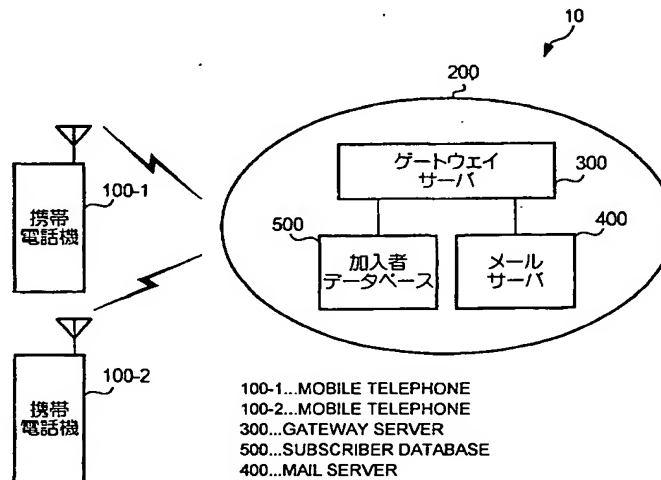 10
200
ゲートウェイ
サーバ
300
100-1
携帯
電話機
500
加入者
データベース
400
メール
サーバ
100-2
携帯
電話機
100-1...MOBILE TELEPHONE
100-2...MOBILE TELEPHONE
300...GATEWAY SERVER
500...SUBSCRIBER DATABASE
400...MAIL SERVER